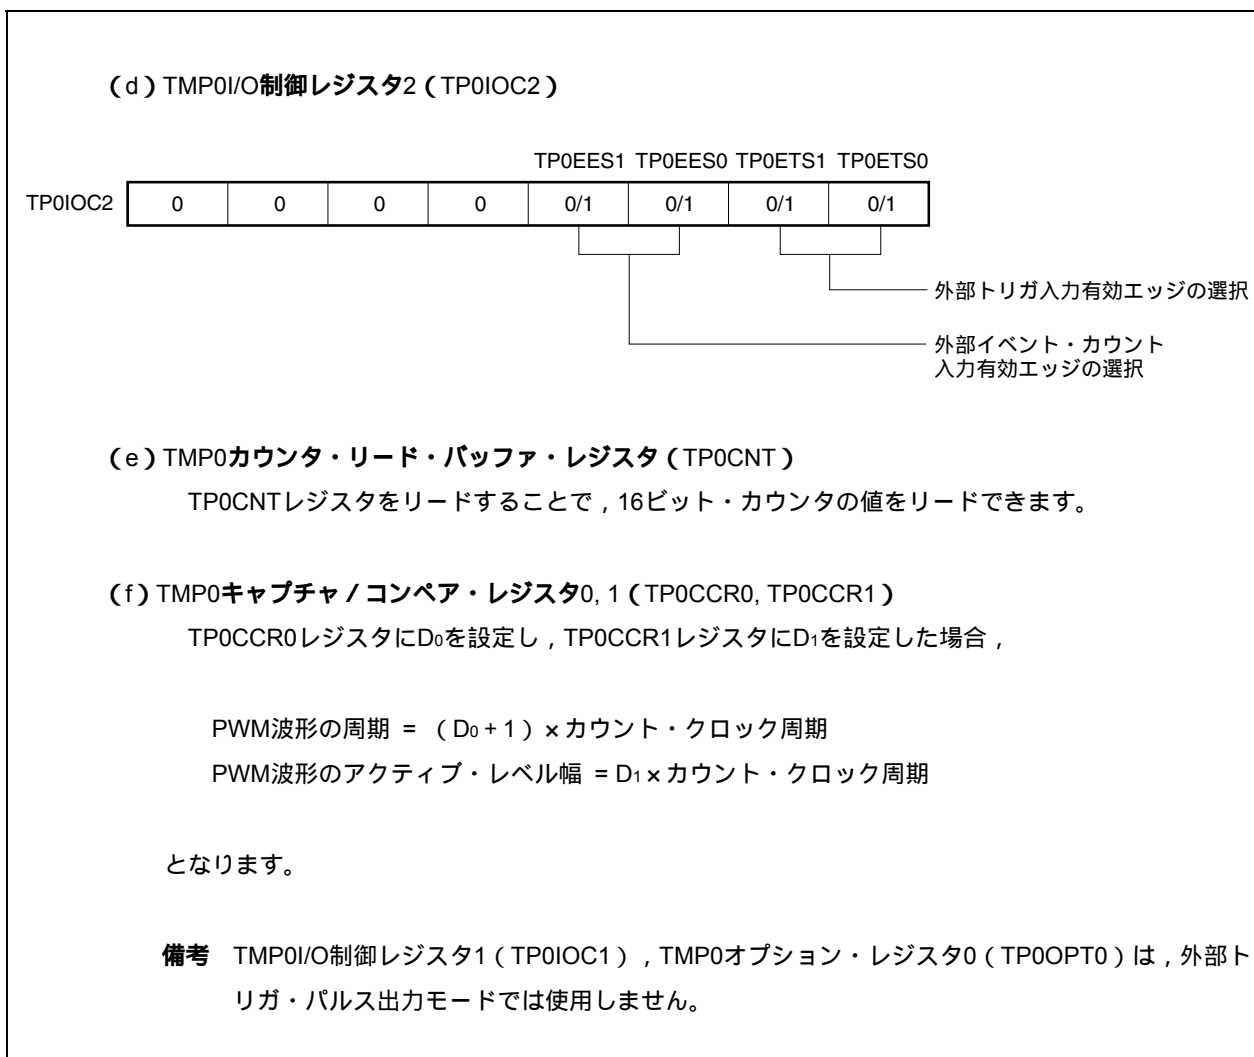 （d）TMP0I/O制御レジスタ2（TP0IOC2）
TP0EES1 TP0EES0 TP0ETS1 TP0ETS0
TP0IOC2 0 0 0 0 0/1 0/1 0/1 0/1
外部トリガ入力有効エッジの選択
外部イベント・カウント
入力有効エッジの選択
（e）TMP0カウンタ・リード・バッファ・レジスタ（TP0CNT）
TP0CNTレジスタをリードすることで，16ビット・カウンタの値をリードできます。
（f）TMP0キャプチャ／コンペア・レジスタ0, 1（TP0CCR0, TP0CCR1）
TP0CCR0レジスタにD₀を設定し，TP0CCR1レジスタにD₁を設定した場合，
PWM波形の周期 = （D₀ + 1）× カウント・クロック周期
PWM波形のアクティブ・レベル幅 = D₁ × カウント・クロック周期
となります。
備考 TMP0I/O制御レジスタ1（TP0IOC1），TMP0オプション・レジスタ0（TP0OPT0）は，外部ト
リガ・パルス出力モードでは使用しません。